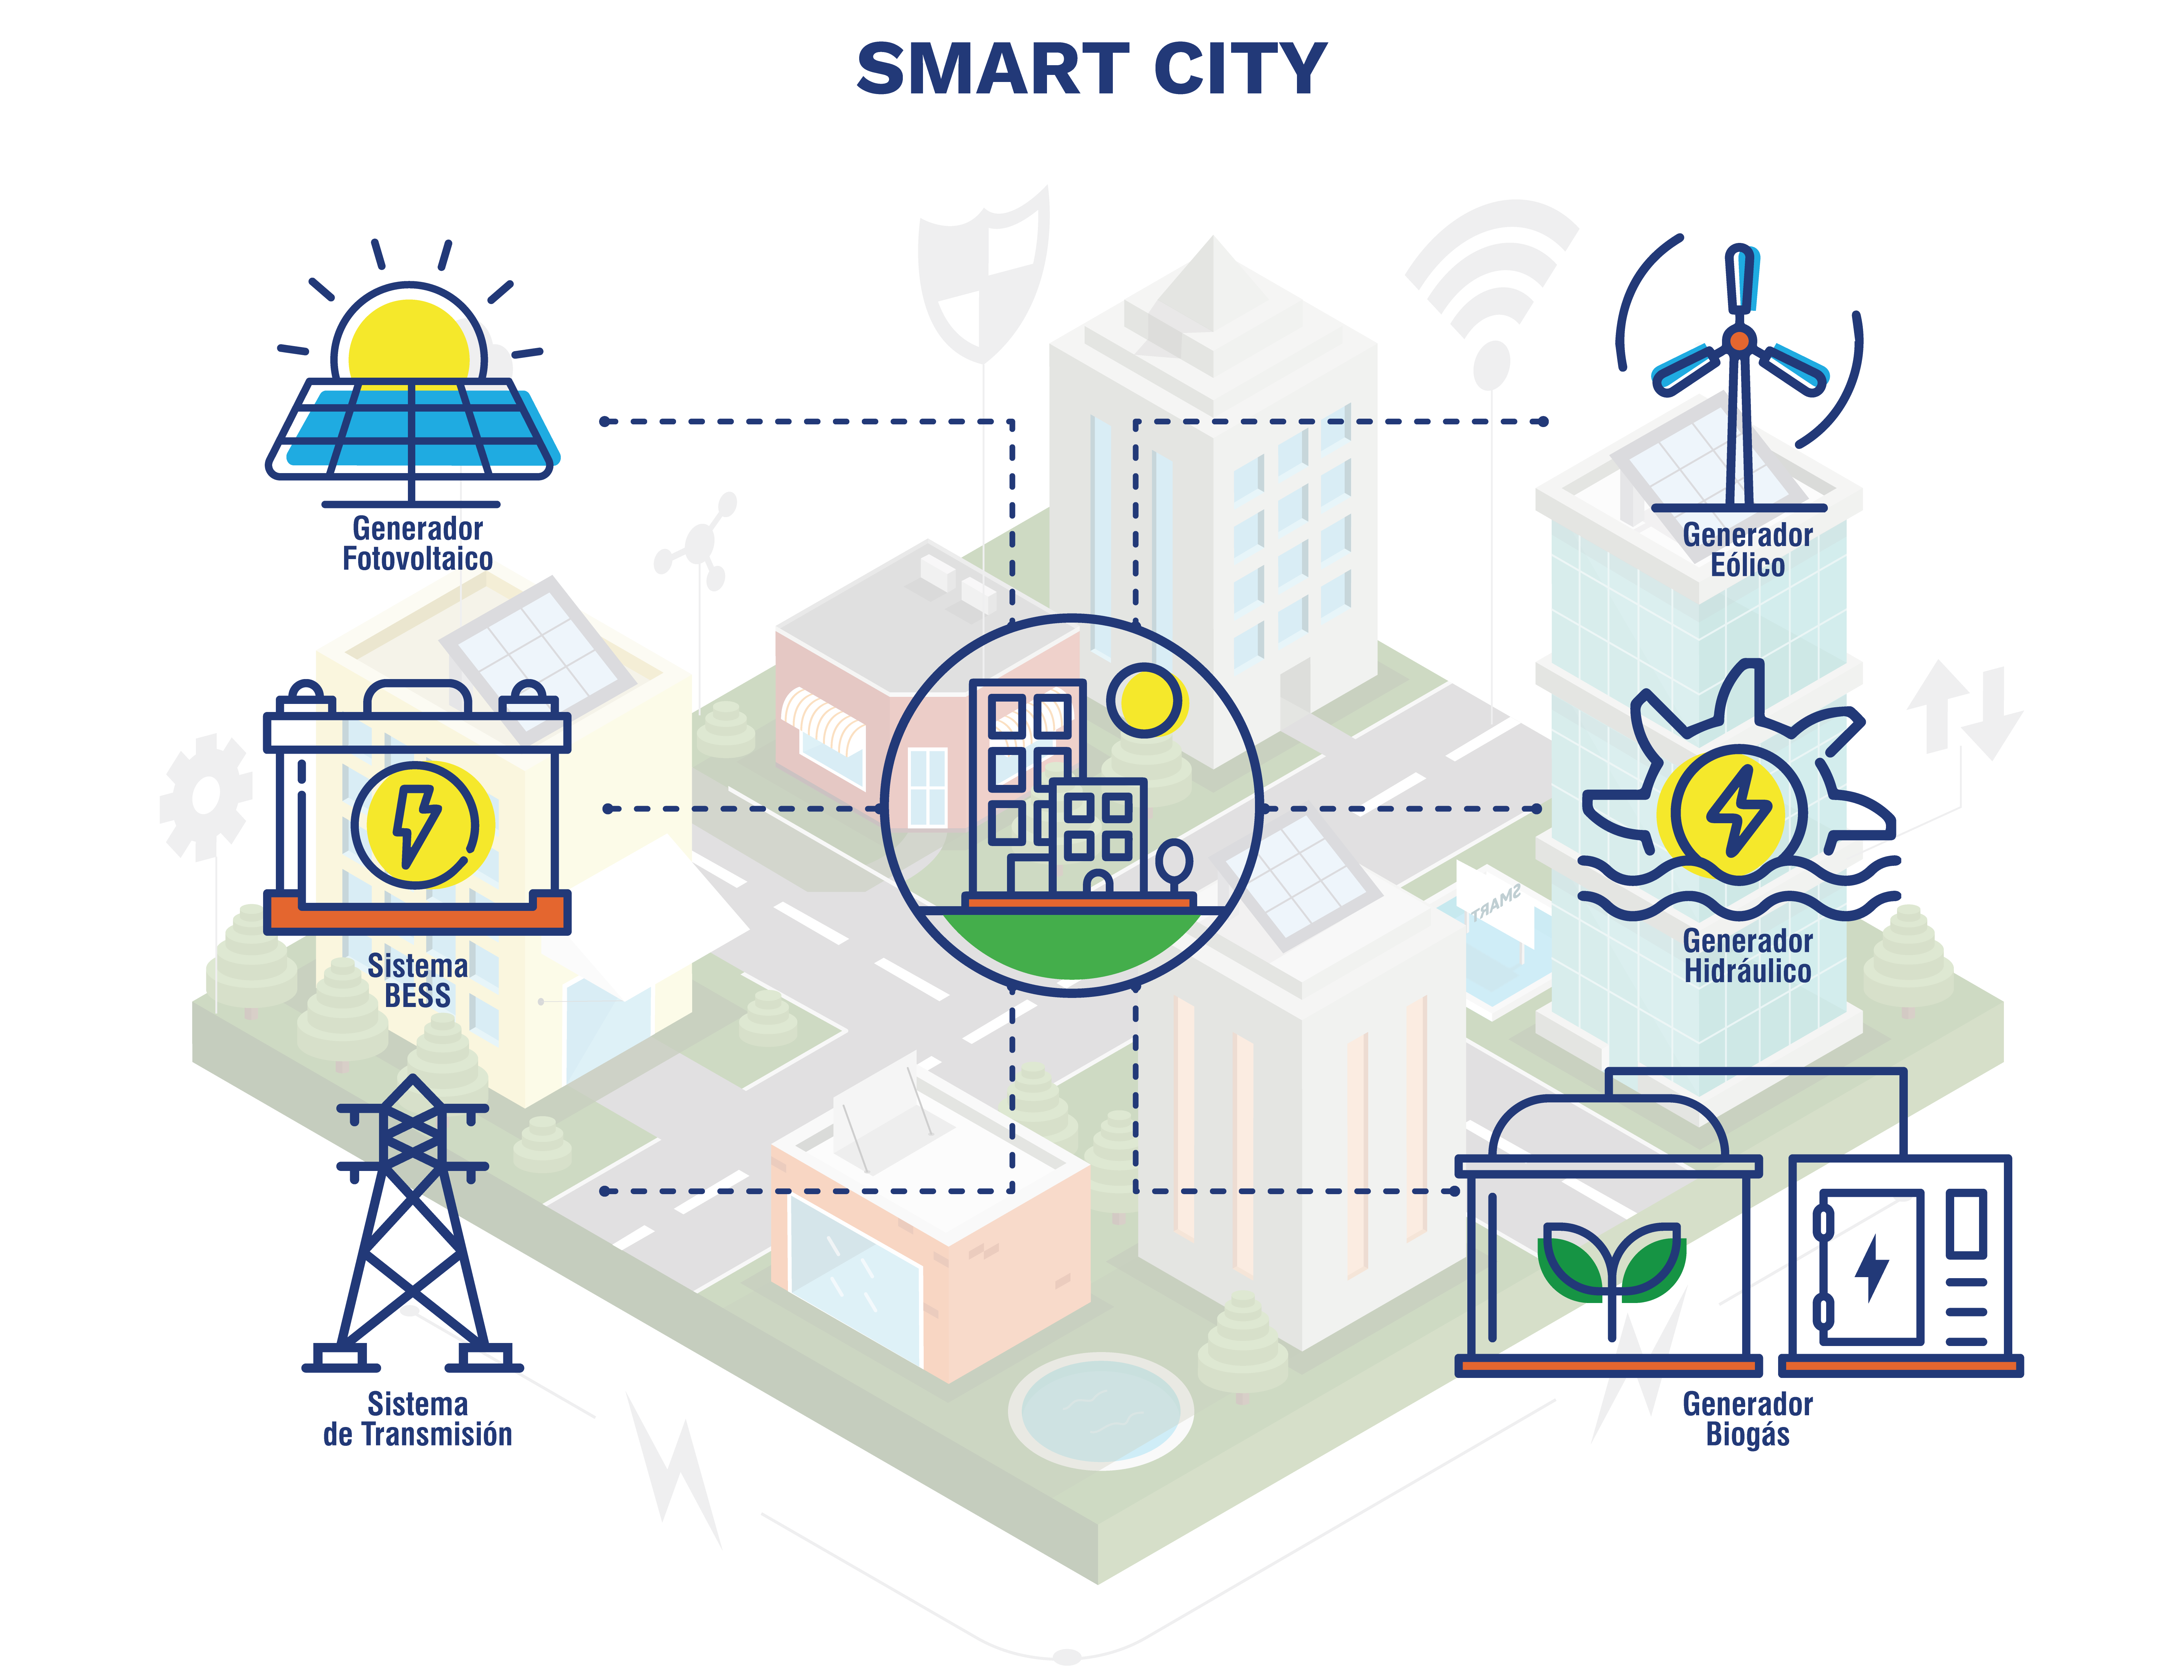 SMART CITY
Generador
Fotovoltaico
Generador
Eólico
SMART
Sistema
BESS
Generador
Hidráulico
Sistema
de Transmisión
Generador
Biogás